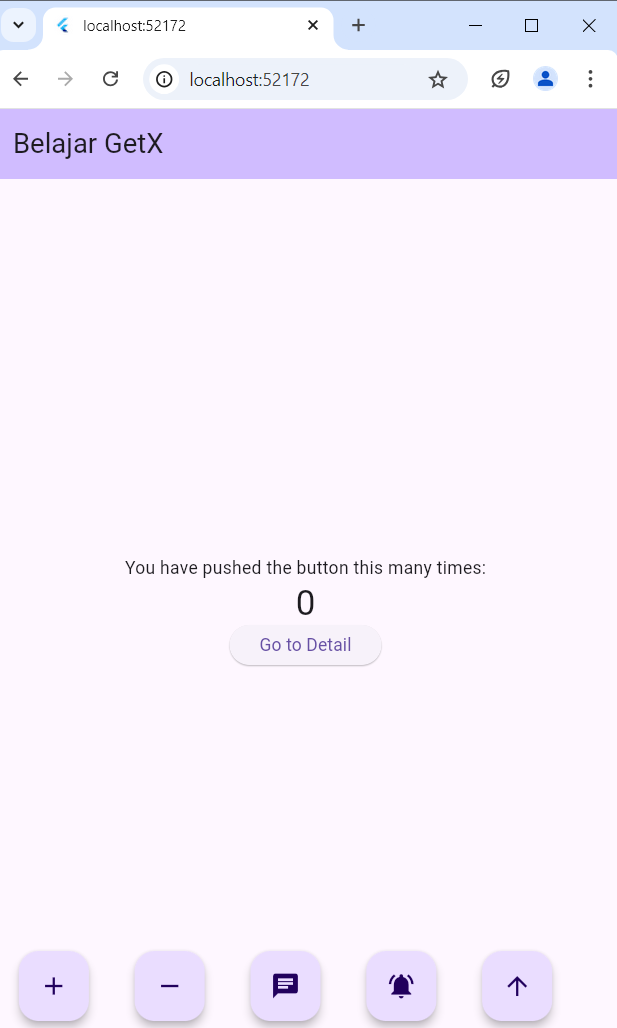 localhost:52172
localhost:52172
Belajar GetX
You have pushed the button this many times:
0
Go to Detail